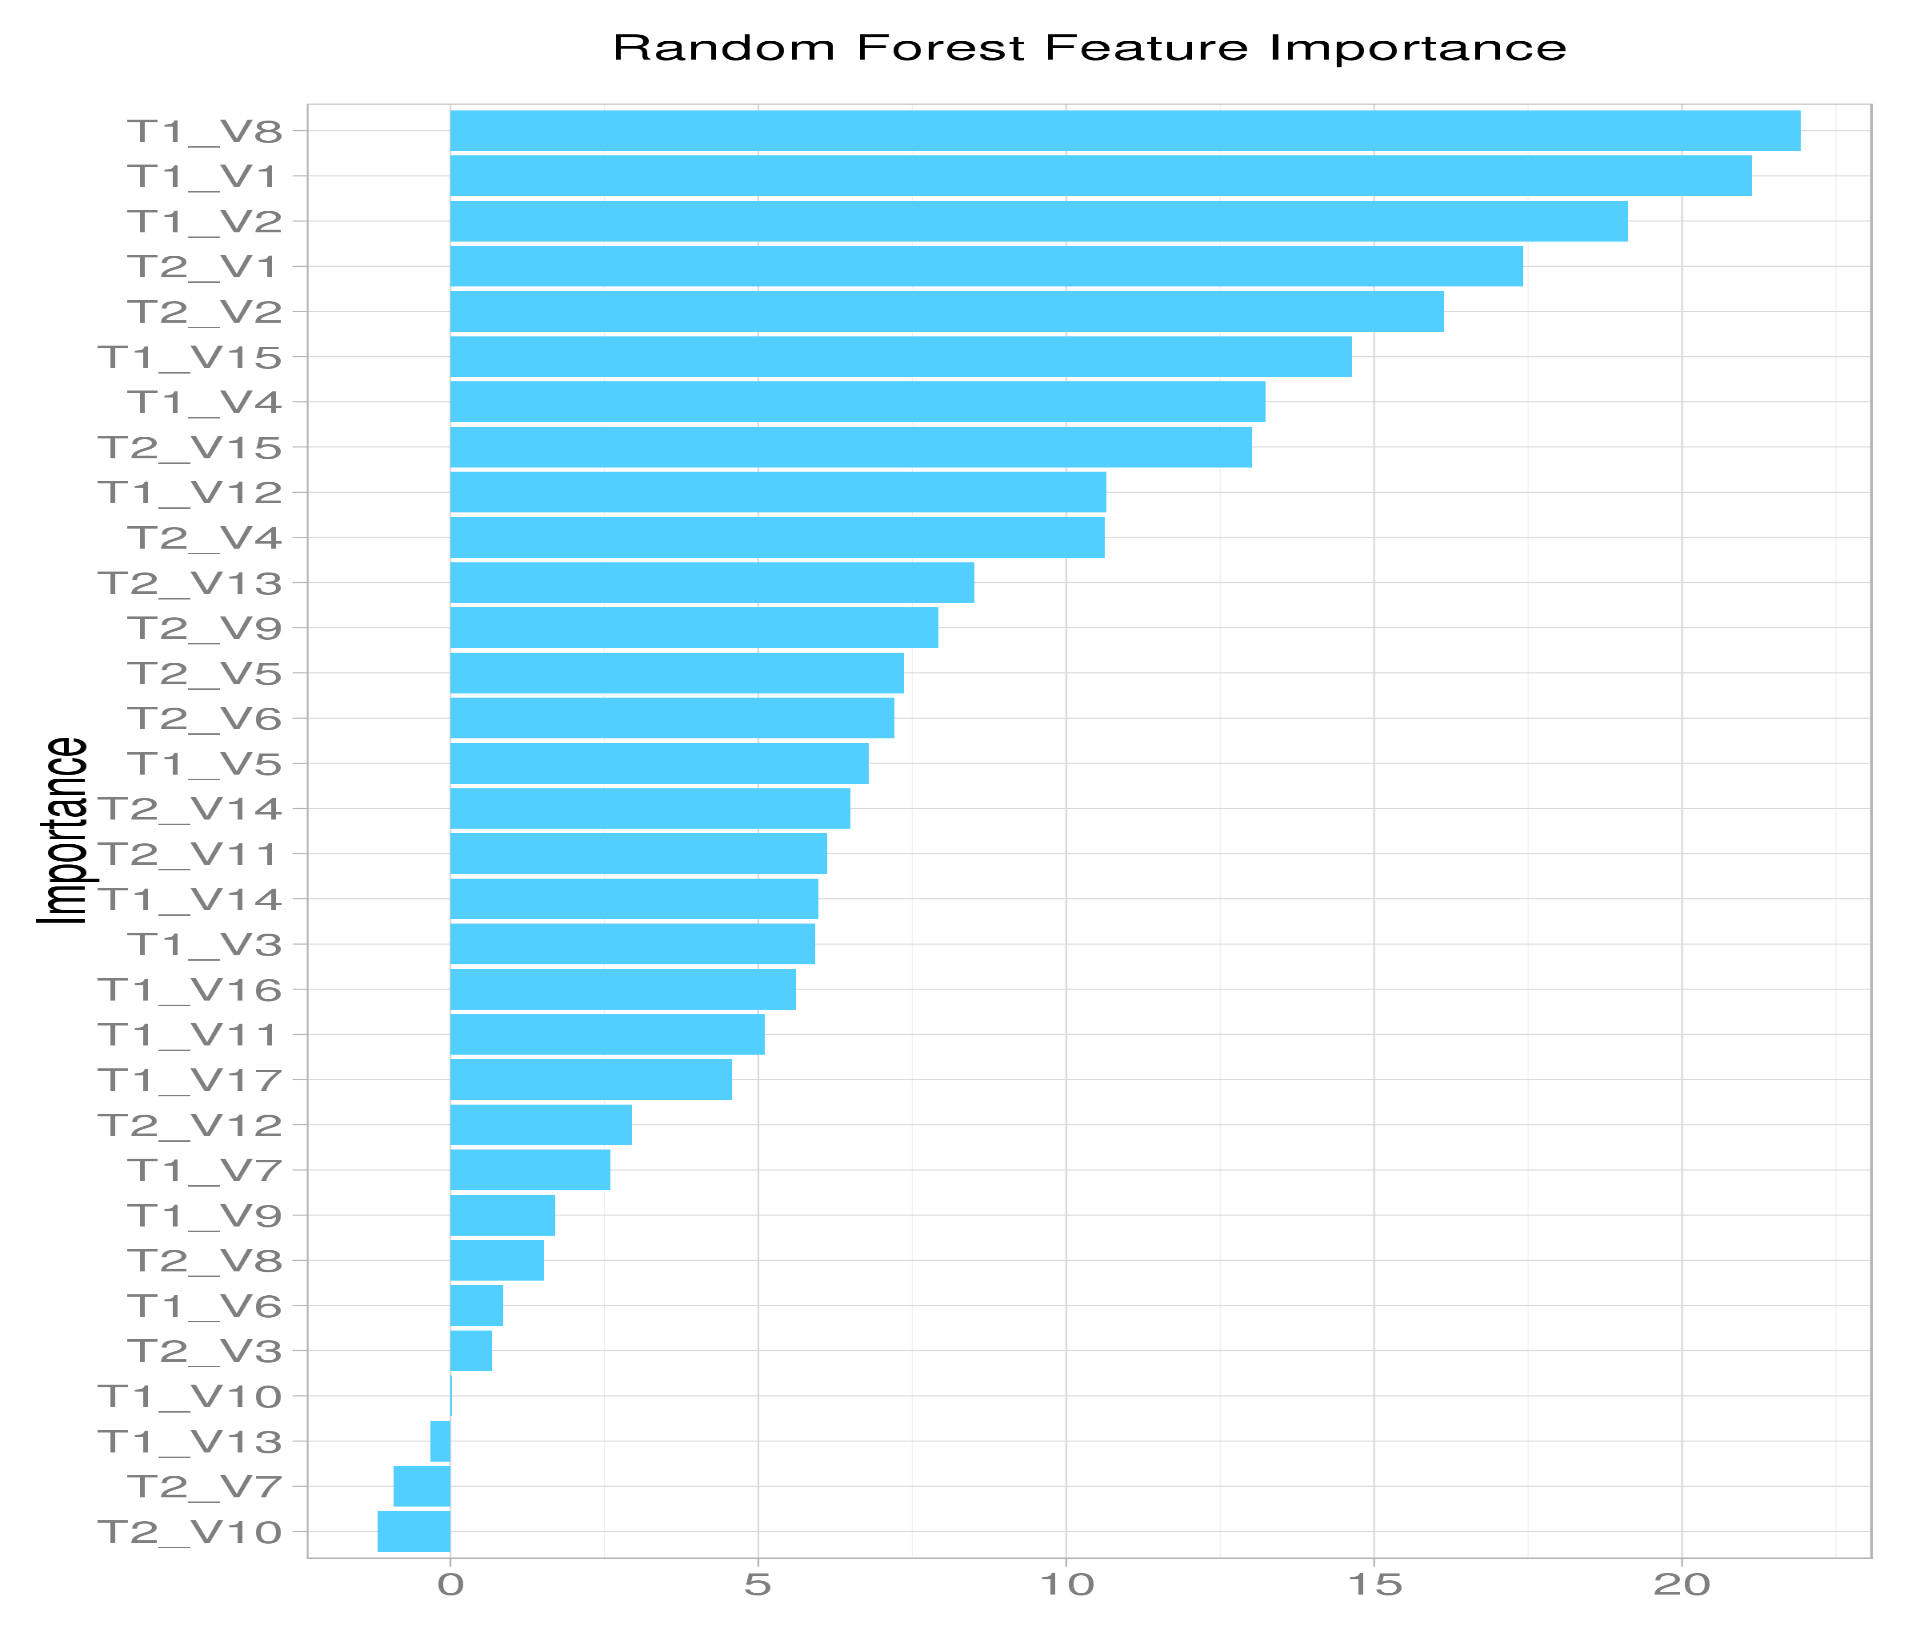 Random Forest Feature Importance
T1_V8
T1_V1
T1_V2
T2_V1
T2_V2
T1_V15
T1_V4
T2_V15
T1_V12
T2_V4
T2_V13
T2_V9
T2_V5
T2_V6
T1_V5
T2_V14
T2_V11
T1_V14
T1_V3
T1_V16
T1_V11
T1_V17
T2_V12
T1_V7
T1_V9
T2_V8
T1_V6
T2_V3
T1_V10
T1_V13
T2_V7
T2_V10
Importance
0 5 10 15 20